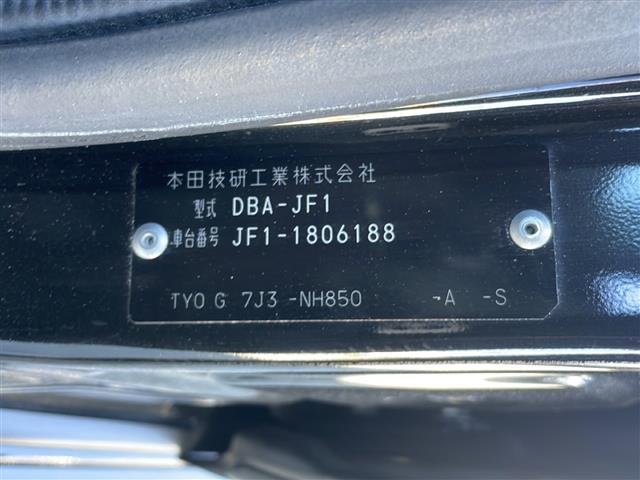 本田技研工業株式会社
型式 DBA-JF1
車台番号 JF1-1806188
TYO G 7J3 -NH850 -A -S